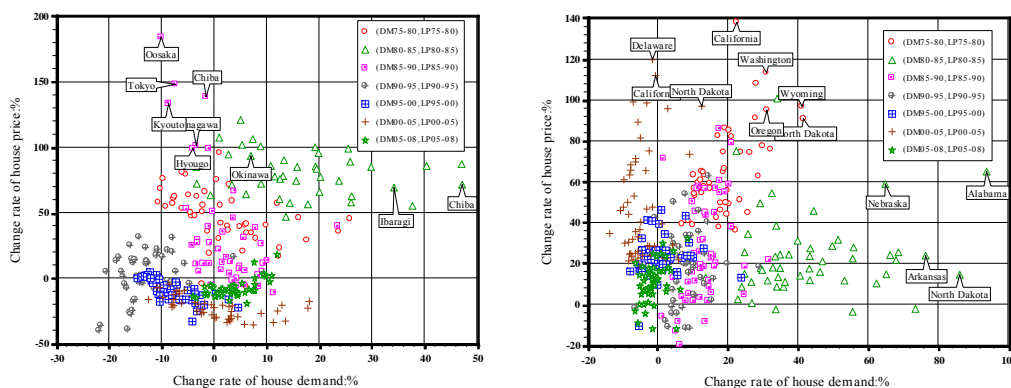 200
150
100
50
0
-50
-30
-20
-10
0
10
20
30
40
50
Change rate of house price:%
Change rate of house demand:%
(DM75-80, LP75-80)
(DM80-85, LP80-85)
(DM85-90, LP85-90)
(DM90-95, LP90-95)
(DM95-00, LP95-00)
(DM00-05, LP00-05)
(DM05-08, LP05-08)
Oosaka
Tokyo
Chiba
Kyouto
nagawa
Hyougo
Okinawa
Ibaragi
Chiba
140
120
100
80
60
40
20
0
-20
-20
0
20
40
60
80
100
Change rate of house price:%
Change rate of house demand:%
(DM75-80, LP75-80)
(DM80-85, LP80-85)
(DM85-90, LP85-90)
(DM90-95, LP90-95)
(DM95-00, LP95-00)
(DM00-05, LP00-05)
(DM05-08, LP05-08)
California
Delaware
Washington
Californ
North Dakota
Wyoming
Oregon
orth Dakota
Nebraska
Alabama
Arkansas
North Dakota